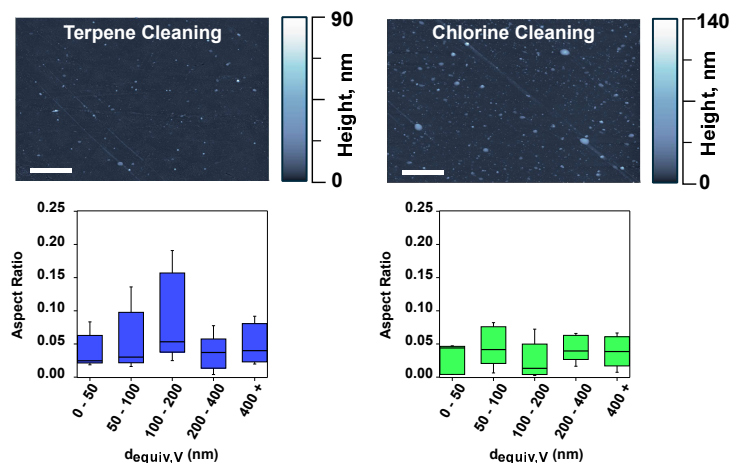 Terpene Cleaning
90
Height, nm
0
Chlorine Cleaning
140
Height, nm
0
0.25
0.20
0.15
0.10
0.05
0.00
Aspect Ratio
0 - 50
50 - 100
100 - 200
200 - 400
400 +
dequiv,V (nm)
0.25
0.20
0.15
0.10
0.05
0.00
Aspect Ratio
0 - 50
50 - 100
100 - 200
200 - 400
400 +
dequiv,V (nm)